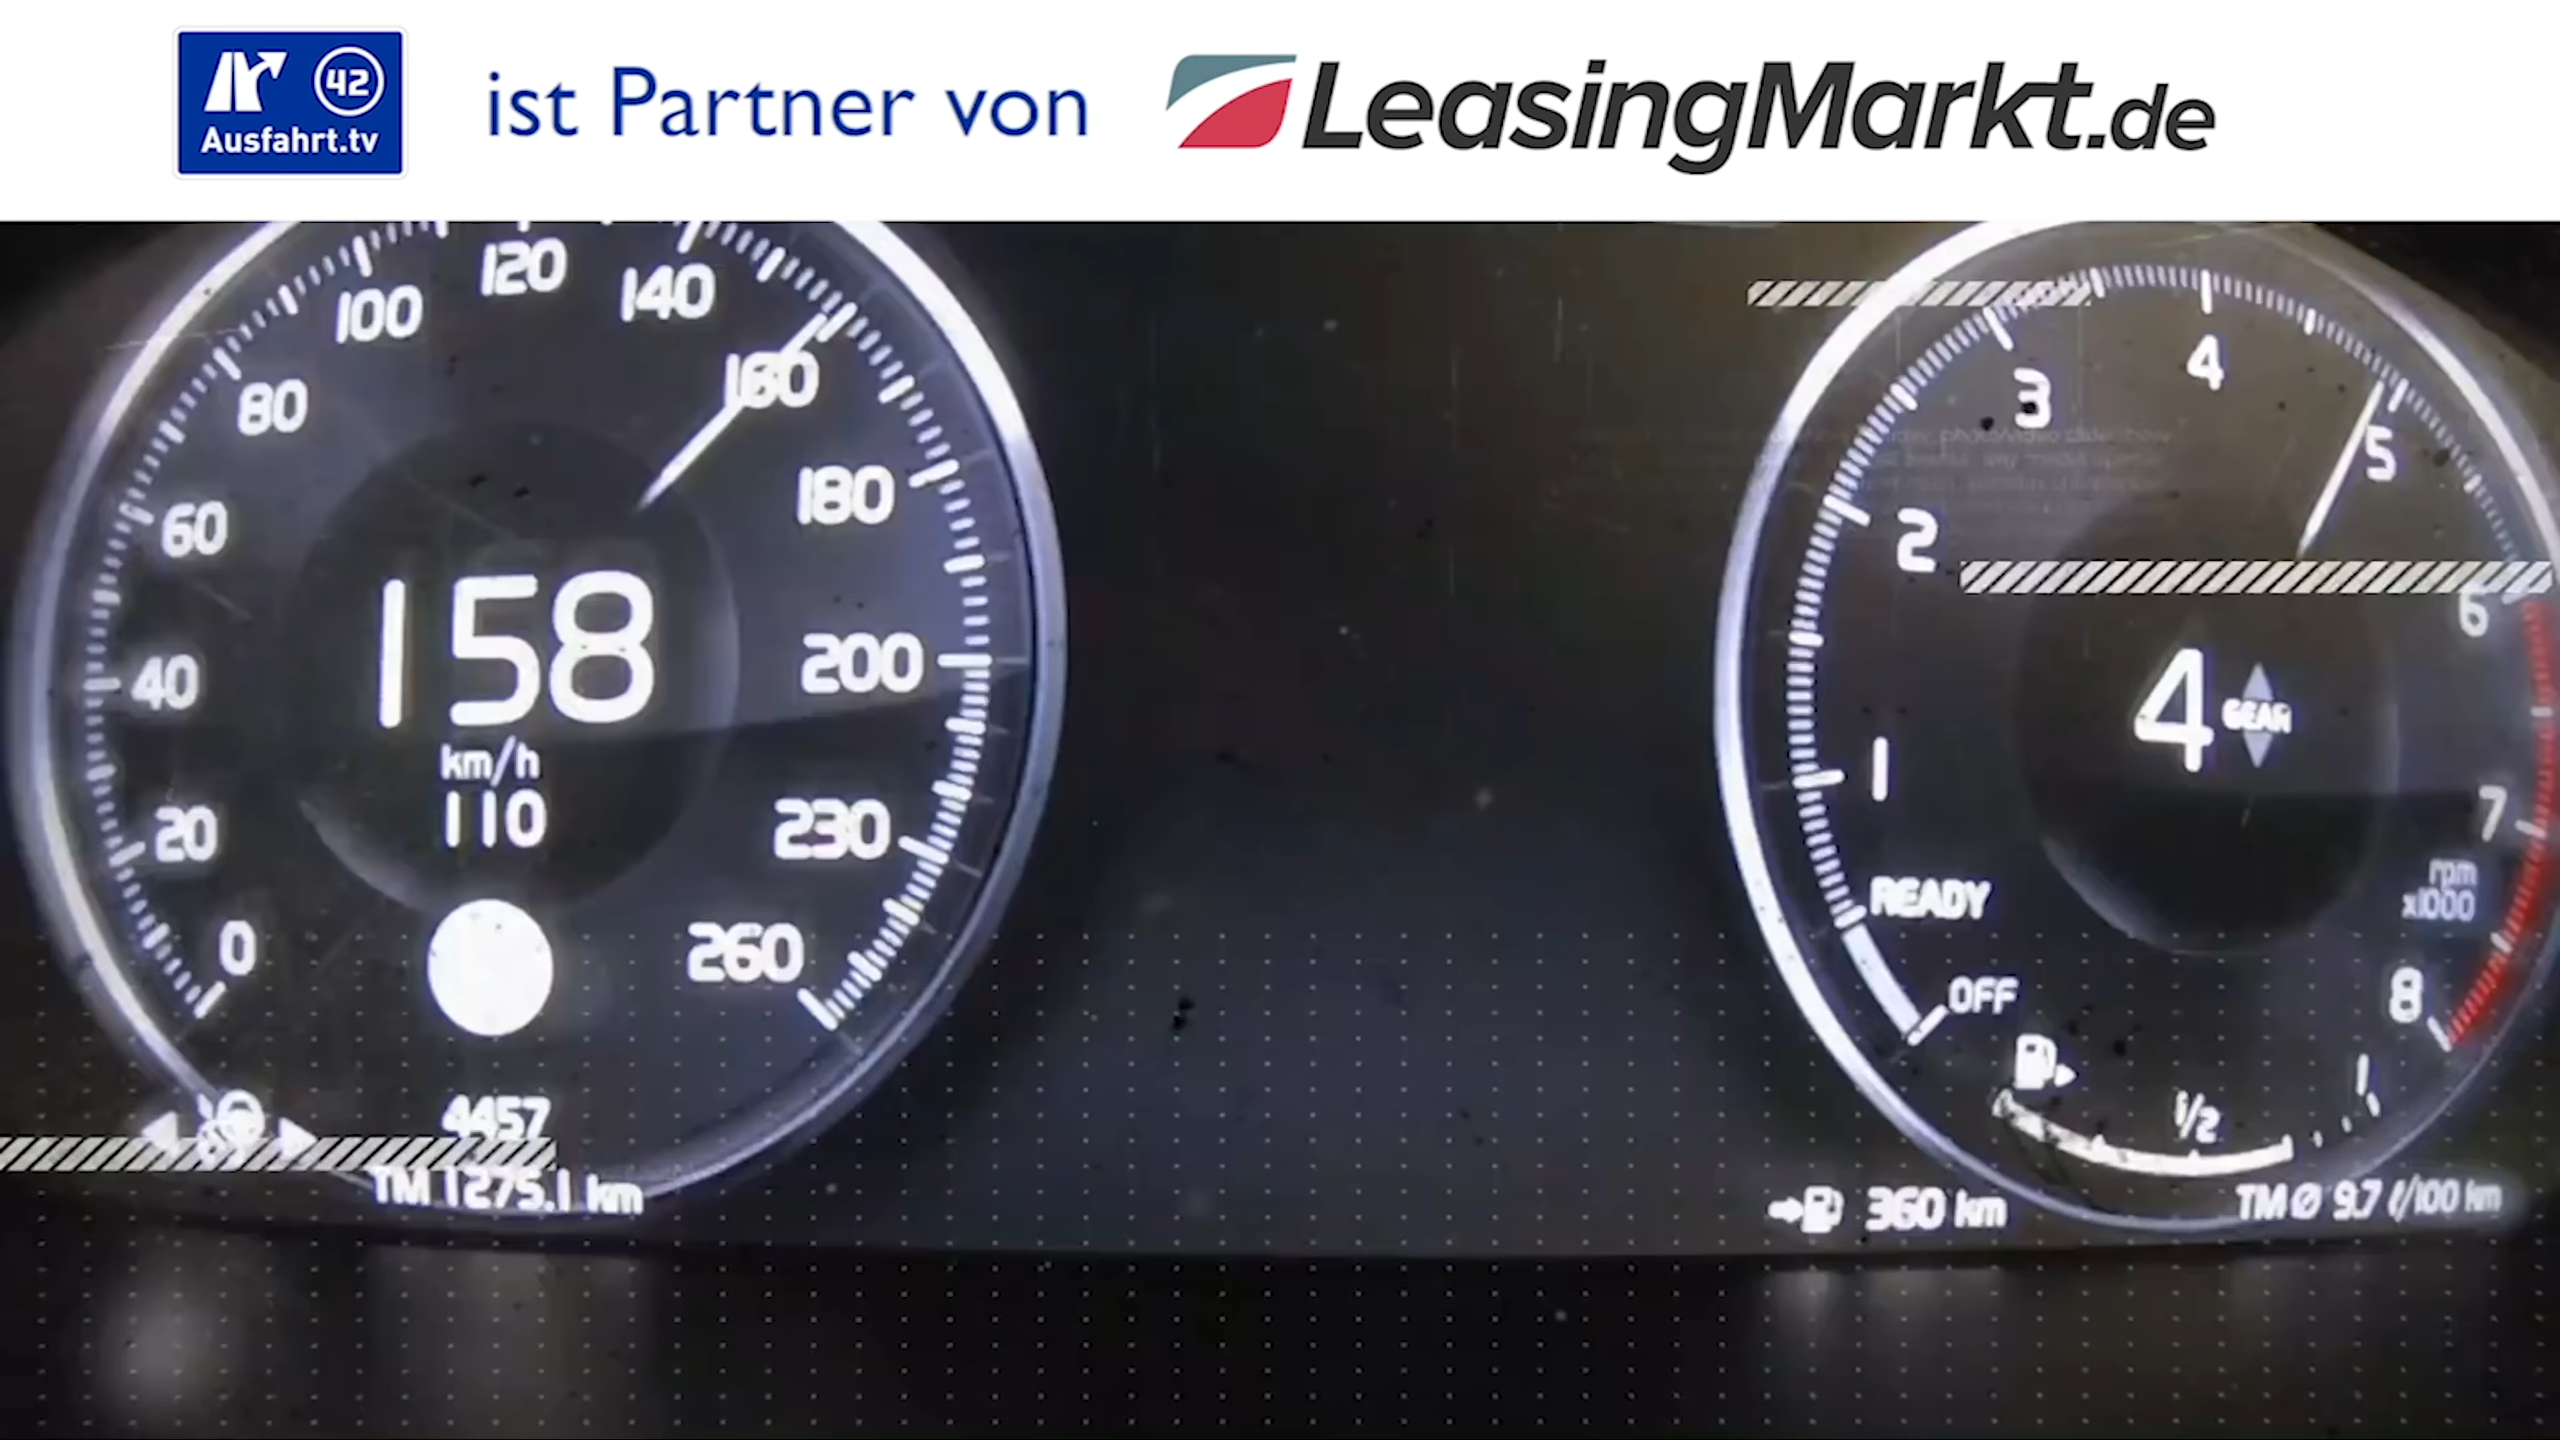 42
Ausfahrt.tv
ist Partner von
LeasingMarkt.de
0
20
40
60
80
100
120
140
160
180
200
230
260
158
km/h
110
4457
TM 1275.1 km
OFF
READY
1
2
3
4
5
6
7
8
rpm
x1000
4 GEAR
1/2
1
360 km
TM Ø 9.7 l/100 km